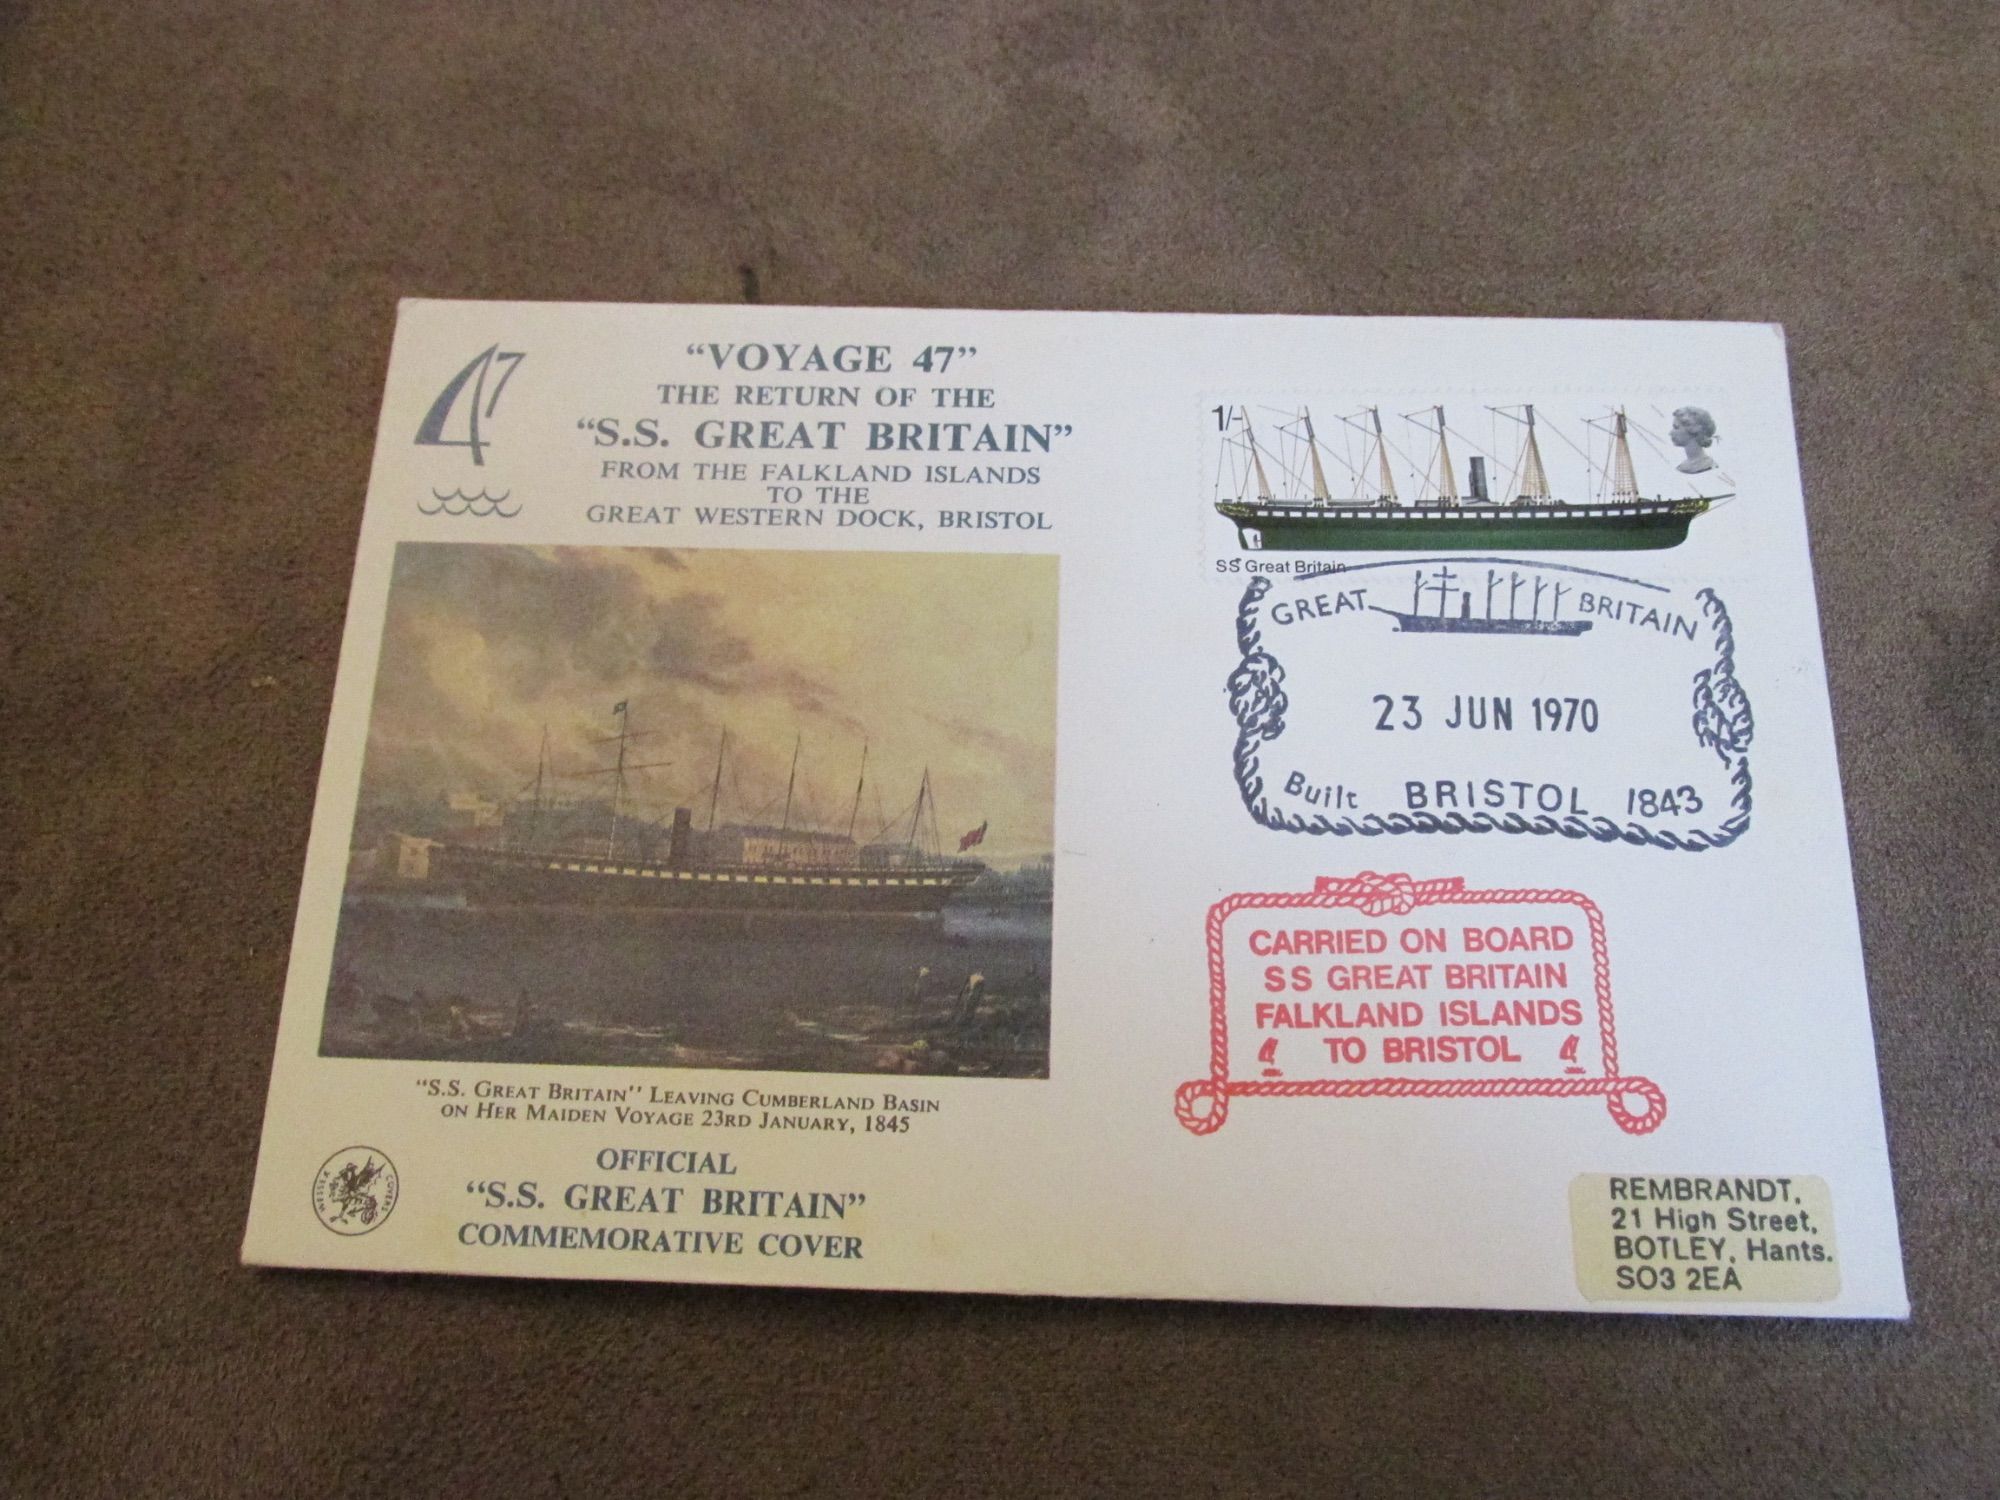 47
“VOYAGE 47”
THE RETURN OF THE
“S.S. GREAT BRITAIN”
FROM THE FALKLAND ISLANDS
TO THE
GREAT WESTERN DOCK, BRISTOL
“S.S. GREAT BRITAIN” LEAVING CUMBERLAND BASIN
ON HER MAIDEN VOYAGE 23RD JANUARY, 1845
WESSEX COVERS
OFFICIAL
“S.S. GREAT BRITAIN”
COMMEMORATIVE COVER
1/-
SS Great Britain
GREAT BRITAIN
23 JUN 1970
Built BRISTOL 1843
CARRIED ON BOARD
SS GREAT BRITAIN
FALKLAND ISLANDS
TO BRISTOL
REMBRANDT,
21 High Street,
BOTLEY, Hants.
SO3 2EA